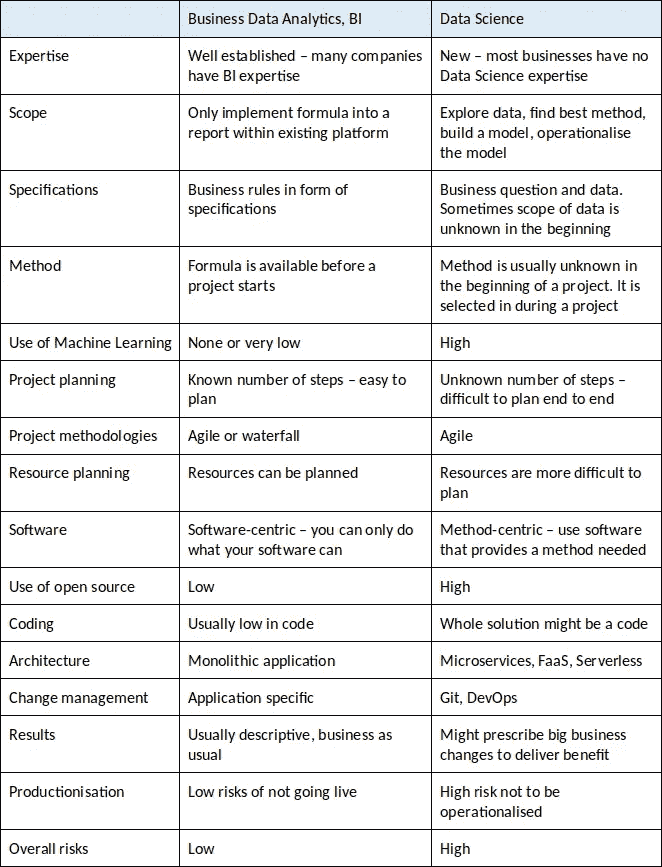 Business Data Analytics, BI Data Science
Expertise Well established – many companies New – most businesses have no
have BI expertise Data Science expertise
Scope Only implement formula into a Explore data, find best method,
report within existing platform build a model, operationalise
the model
Specifications Business rules in form of Business question and data.
specifications Sometimes scope of data is
unknown in the beginning
Method Formula is available before a Method is usually unknown in
project starts the beginning of a project. It is
selected in during a project
Use of Machine Learning None or very low High
Project planning Known number of steps – easy to Unknown number of steps –
plan difficult to plan end to end
Project methodologies Agile or waterfall Agile
Resource planning Resources can be planned Resources are more difficult to
plan
Software Software-centric – you can only do Method-centric – use software
what your software can that provides a method needed
Use of open source Low High
Coding Usually low in code Whole solution might be a code
Architecture Monolithic application Microservices, FaaS, Serverless
Change management Application specific Git, DevOps
Results Usually descriptive, business as Might prescribe big business
usual changes to deliver benefit
Productionisation Low risks of not going live High risk not to be
operationalised
Overall risks Low High